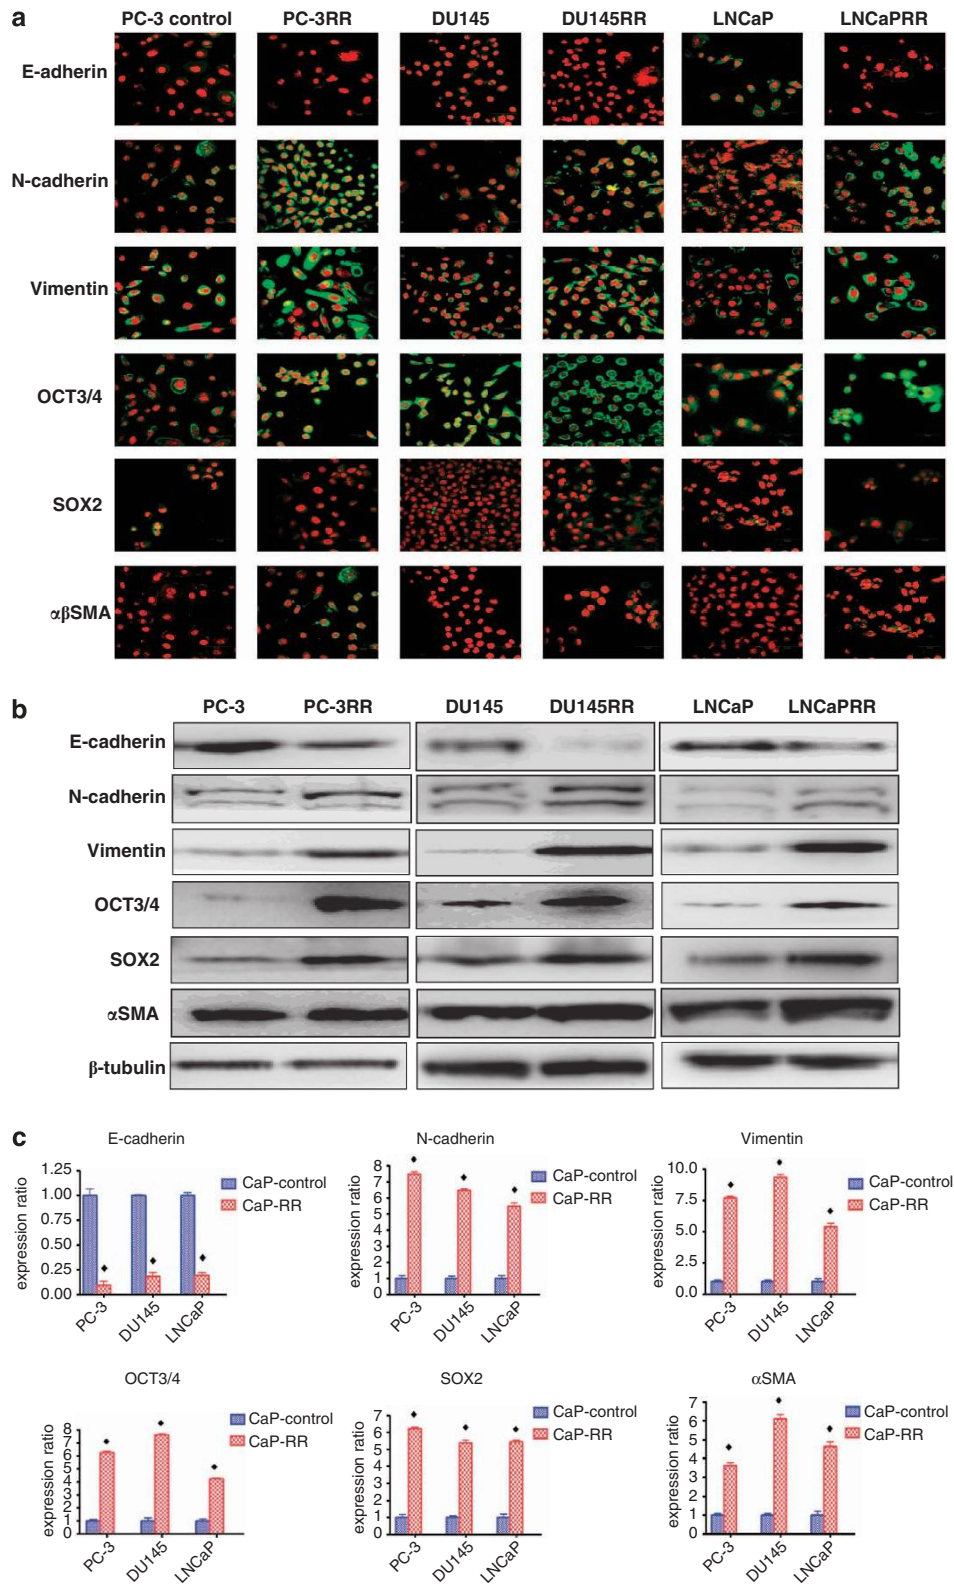 a
PC-3 control PC-3RR DU145 DU145RR LNCaP LNCaPRR
E-adherin
N-cadherin
Vimentin
OCT3/4
SOX2
αβSMA
b
PC-3 PC-3RR DU145 DU145RR LNCaP LNCaPRR
E-cadherin
N-cadherin
Vimentin
OCT3/4
SOX2
αSMA
β-tubulin
c
E-cadherin
expression ratio
1.25
1.00
0.75
0.50
0.25
0.00
PC-3 DU145 LNCaP
CaP-control
CaP-RR
N-cadherin
expression ratio
8
7
6
5
4
3
2
1
0
PC-3 DU145 LNCaP
CaP-control
CaP-RR
Vimentin
expression ratio
10.0
7.5
5.0
2.5
0.0
PC-3 DU145 LNCaP
CaP-control
CaP-RR
OCT3/4
expression ratio
8
7
6
5
4
3
2
1
0
PC-3 DU145 LNCaP
CaP-control
CaP-RR
SOX2
expression ratio
7
6
5
4
3
2
1
0
PC-3 DU145 LNCaP
CaP-control
CaP-RR
αSMA
expression ratio
7
6
5
4
3
2
1
0
PC-3 DU145 LNCaP
CaP-control
CaP-RR